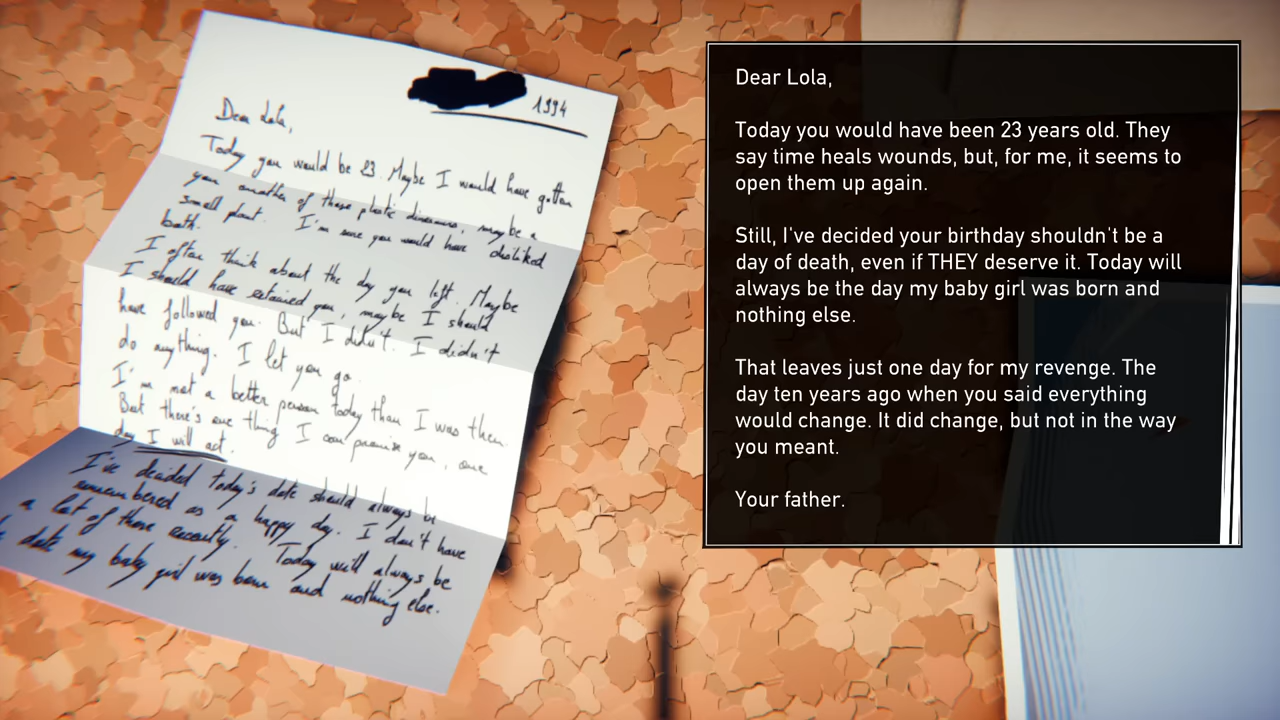 1994
Dear Lola,
Today you would be 23. Maybe I would have gotten
you another of those plastic dinosaurs, maybe a
small plant. I'm sure you would have disliked
both.
I often think about the day you left. Maybe
I should have retained you, maybe I should
have followed you. But I didn't. I didn't
do anything. I let you go.
I'm not a better person today than I was then.
But there's one thing I can promise you, one
day I will act.
I've decided today's date should always be
remembered as a happy day. I don't have
a lot of those recently. Today will always be
date my baby girl was born and nothing else.
Dear Lola,
Today you would have been 23 years old. They
say time heals wounds, but, for me, it seems to
open them up again.
Still, I've decided your birthday shouldn't be a
day of death, even if THEY deserve it. Today will
always be the day my baby girl was born and
nothing else.
That leaves just one day for my revenge. The
day ten years ago when you said everything
would change. It did change, but not in the way
you meant.
Your father.